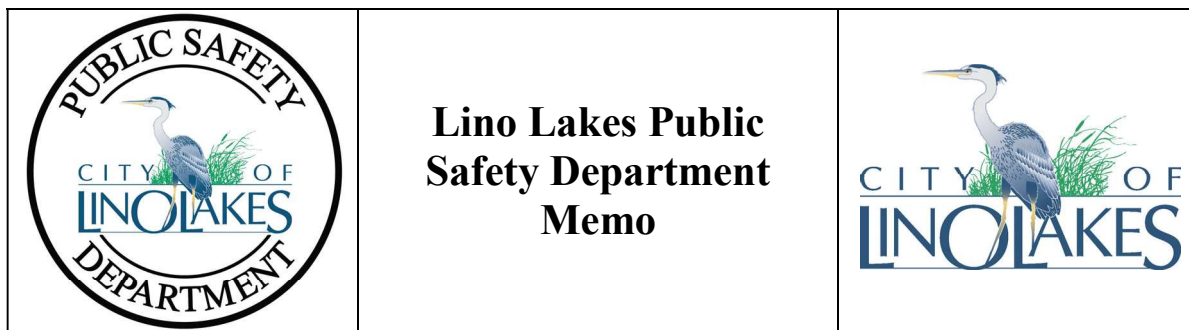 PUBLIC SAFETY
CITY OF
LINO LAKES
DEPARTMENT
Lino Lakes Public
Safety Department
Memo
CITY OF
LINO LAKES